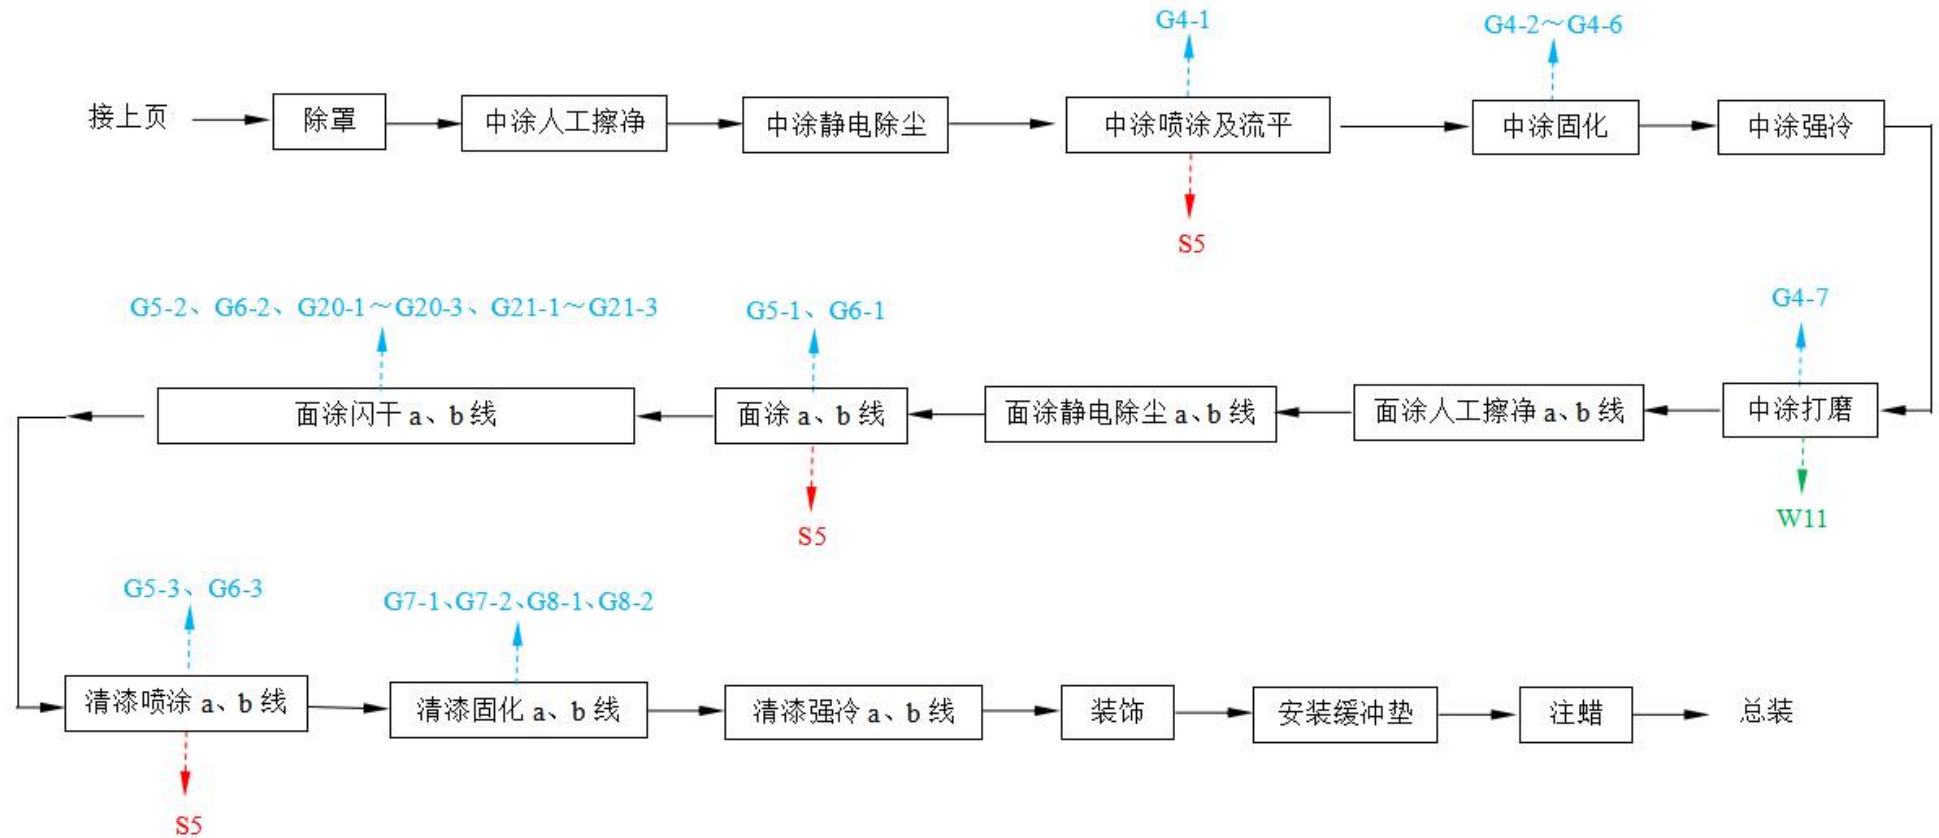 G4-1
G4-2～G4-6
接上页
除罩
中涂人工擦净
中涂静电除尘
中涂喷涂及流平
中涂固化
中涂强冷
S5
G5-2、G6-2、G20-1～G20-3、G21-1～G21-3
G5-1、G6-1
G4-7
面涂闪干 a、b 线
面涂 a、b 线
面涂静电除尘 a、b 线
面涂人工擦净 a、b 线
中涂打磨
S5
W11
G5-3、G6-3
G7-1、G7-2、G8-1、G8-2
清漆喷涂 a、b 线
清漆固化 a、b 线
清漆强冷 a、b 线
装饰
安装缓冲垫
注蜡
总装
S5